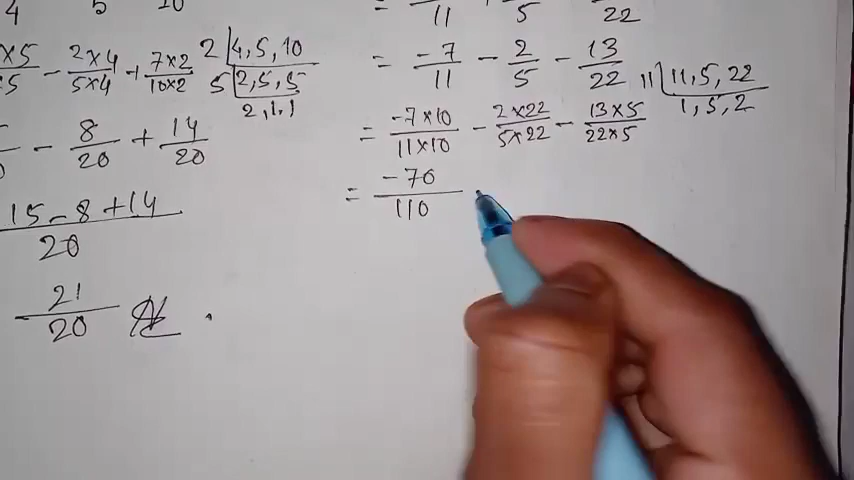 4 5 10
×5/×5 − 2×4/5×4 + 7×2/10×2
2 | 4, 5, 10
5 | 2, 5, 5
2, 1, 1
− 8/20 + 14/20
15 − 8 + 14/20
21/20
= /11 /5 /22
= −7/11 − 2/5 − 13/22
11 | 11, 5, 22
1, 5, 2
= −7×10/11×10 − 2×22/5×22 − 13×5/22×5
= −70/110